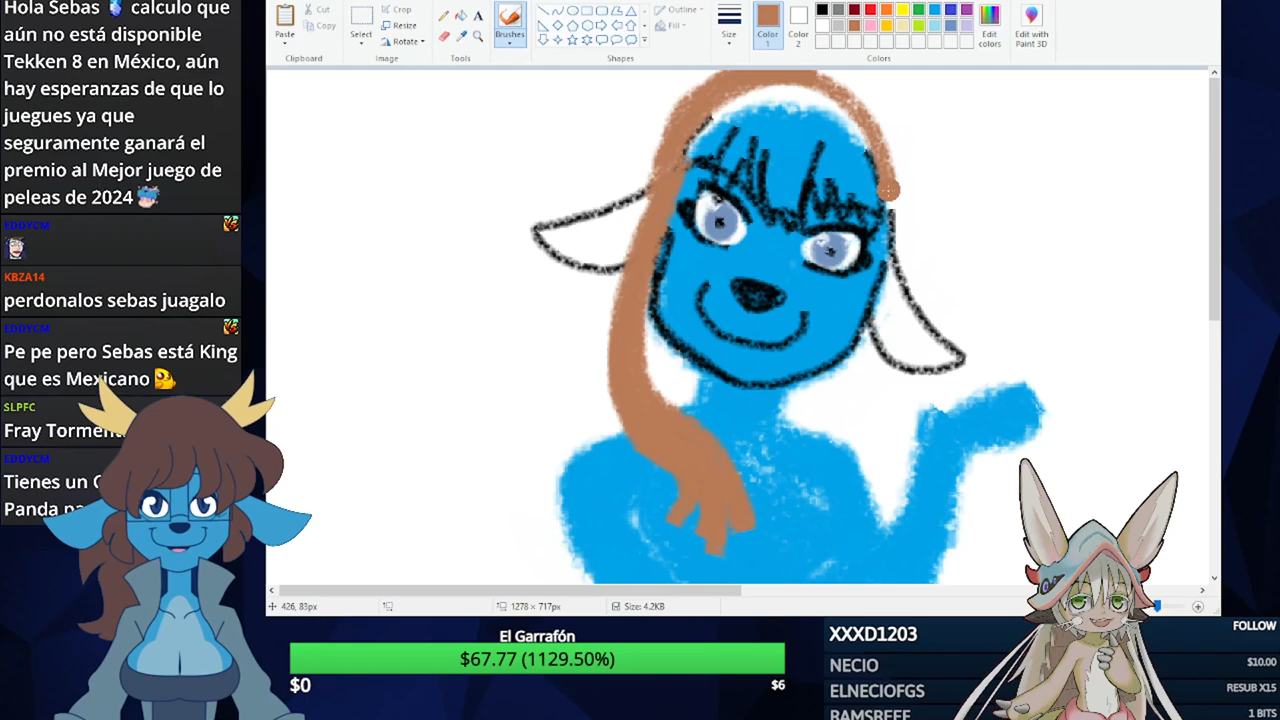 Hola Sebas calculo que
aún no está disponible
Tekken 8 en México, aún
hay esperanzas de que lo
juegues ya que
seguramente ganará el
premio al Mejor juego de
peleas de 2024
EDDYCM
KBZA14
perdonalos sebas juagalo
EDDYCM
Pe pe pero Sebas está King
que es Mexicano
SLPFC
Fray Torment
EDDYCM
Tienes un
Panda
Paste
Cut
Copy
Clipboard
Select
Crop
Resize
Rotate
Image
A
Tools
Brushes
Outline
Fill
Shapes
Size
Color
1
Color
2
Edit
colors
Colors
Edit with
Paint 3D
426, 83px
1278 × 717px
Size: 4.2KB
El Garrafón
$67.77 (1129.50%)
$0
$6
XXXD1203
FOLLOW
NECIO
$10.00
ELNECIOFGS
RESUB X15
RAMSREEE
1 BITS